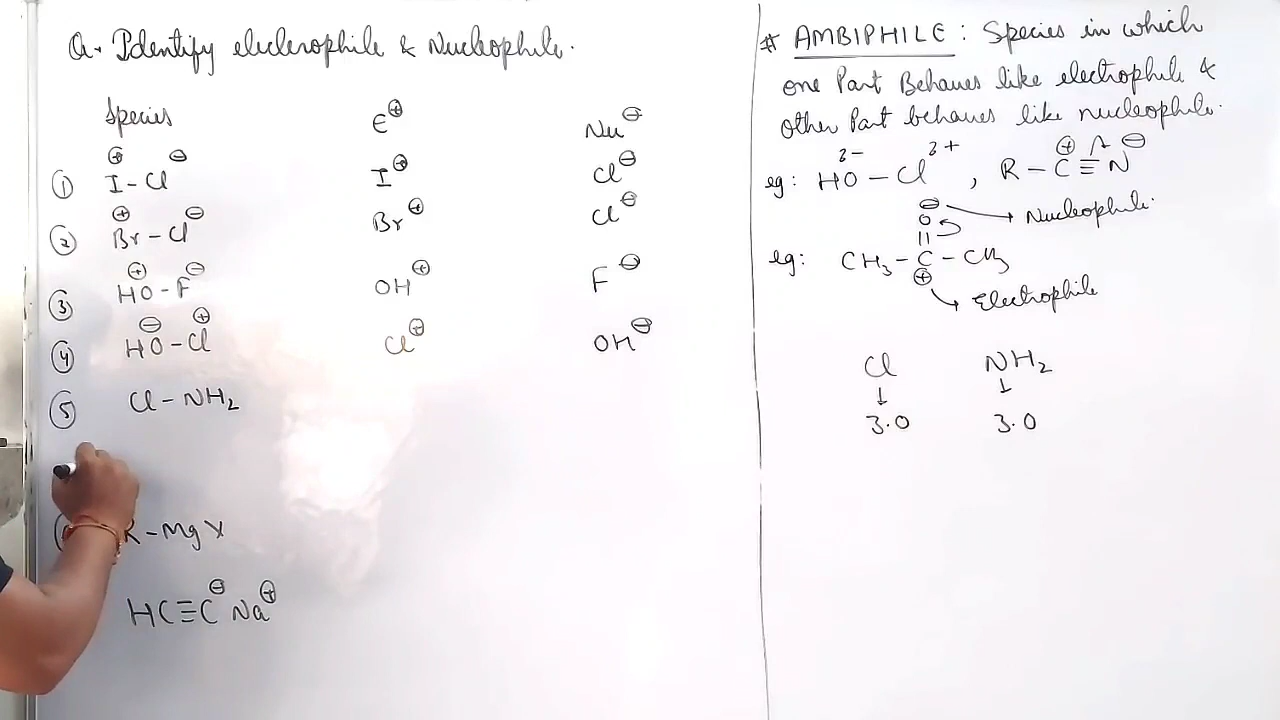 Q. Identify electrophile & Nucleophile.
Species E⊕ Nu⊖
⊕ ⊖
① I - Cl I⊕ Cl⊖
⊕ ⊖
② Br - Cl Br⊕ Cl⊖
⊕ ⊖
③ HO - F OH⊕ F⊖
⊖ ⊕
④ HO - Cl Cl⊕ OH⊖
⑤ Cl - NH₂
R - Mg X
HC≡C⊖ Na⊕
# AMBIPHILE : Species in which
one Part Behaves like electrophile &
other Part behaves like nucleophile.
δ- δ+ ⊕ ⊖
eg: HO - Cl , R - C ≡ N
⊖ → Nucleophile.
O
||
eg: CH₃ - C - CH₃
⊕ → Electrophile
Cl NH₂
↓ ↓
3.0 3.0